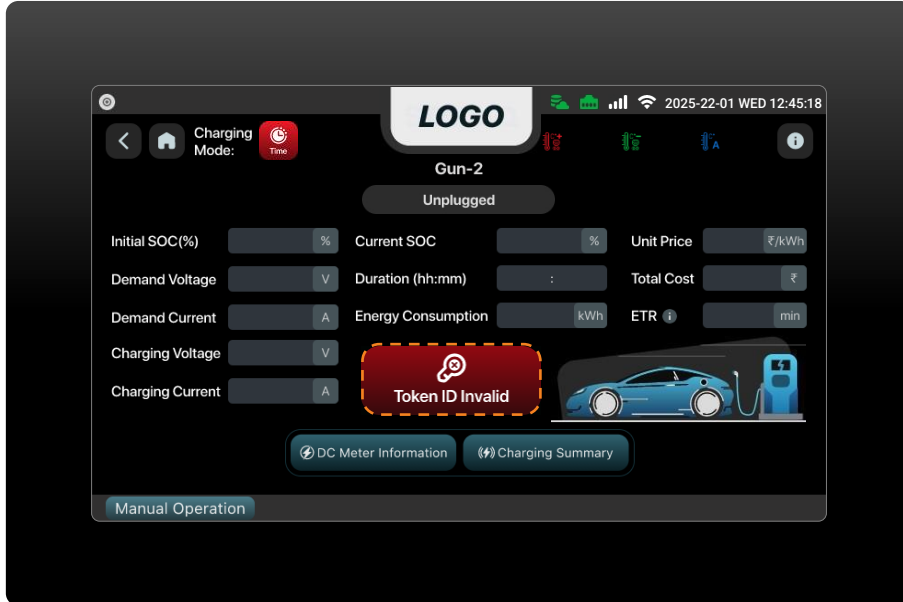 LOGO
2025-22-01 WED 12:45:18
Charging
Mode:
Time
A
Gun-2
Unplugged
Initial SOC(%) % Current SOC % Unit Price ₹/kWh
Demand Voltage V Duration (hh:mm) : Total Cost ₹
Demand Current A Energy Consumption kWh ETR i min
Charging Voltage V
Charging Current A
Token ID Invalid
DC Meter Information Charging Summary
Manual Operation